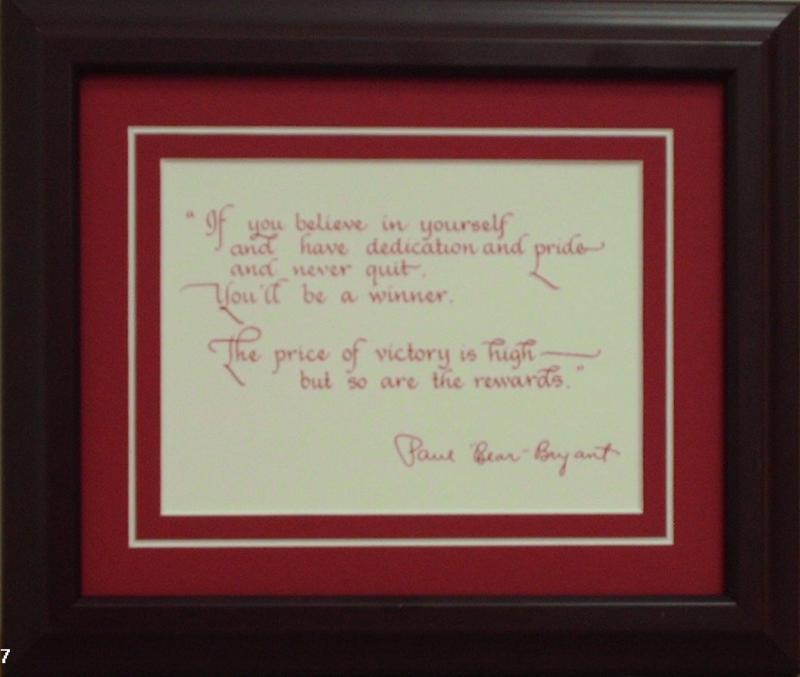 "If you believe in yourself
and have dedication and pride
and never quit,
You'll be a winner.
The price of victory is high—
but so are the rewards."
Paul "Bear" Bryant
7